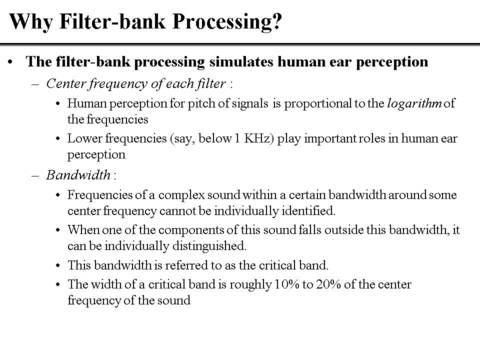 Why Filter-bank Processing?
• The filter-bank processing simulates human ear perception
– Center frequency of each filter :
• Human perception for pitch of signals is proportional to the logarithm of
the frequencies
• Lower frequencies (say, below 1 KHz) play important roles in human ear
perception
– Bandwidth :
• Frequencies of a complex sound within a certain bandwidth around some
center frequency cannot be individually identified.
• When one of the components of this sound falls outside this bandwidth, it
can be individually distinguished.
• This bandwidth is referred to as the critical band.
• The width of a critical band is roughly 10% to 20% of the center
frequency of the sound